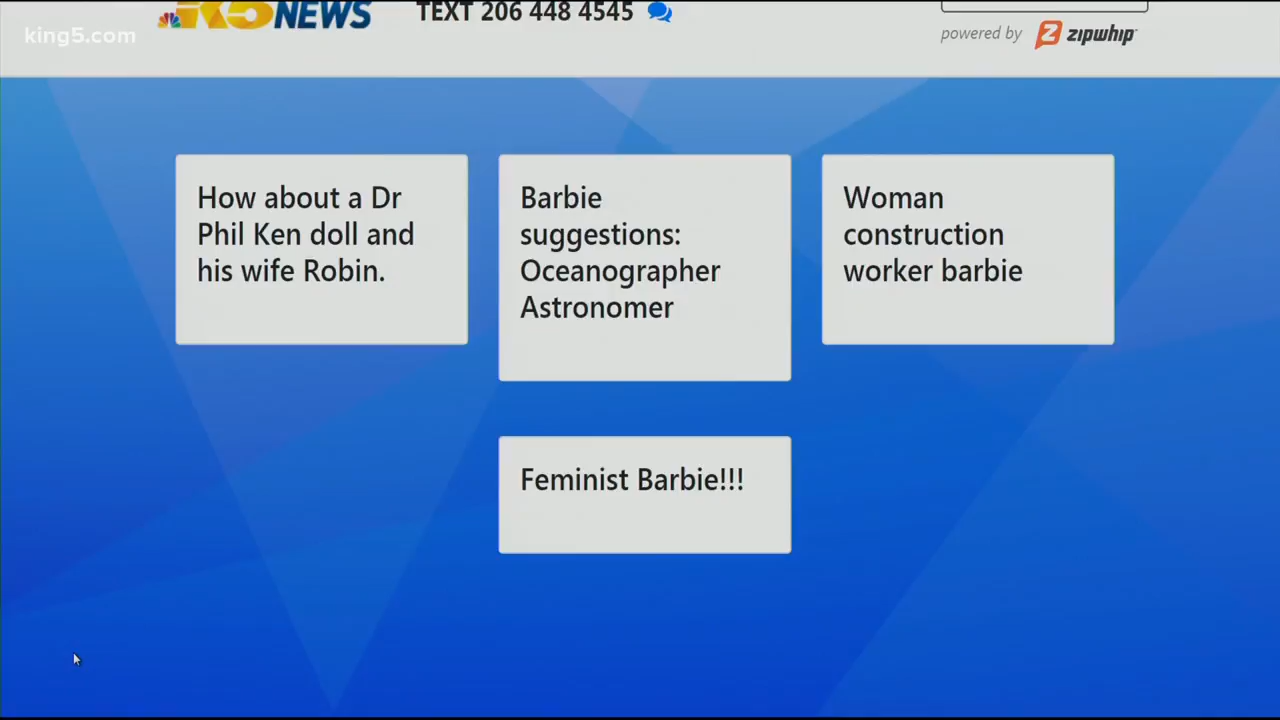 king5.com
K5 NEWS
TEXT 206 448 4545
powered by zipwhip
How about a Dr
Phil Ken doll and
his wife Robin.
Barbie
suggestions:
Oceanographer
Astronomer
Woman
construction
worker barbie
Feminist Barbie!!!